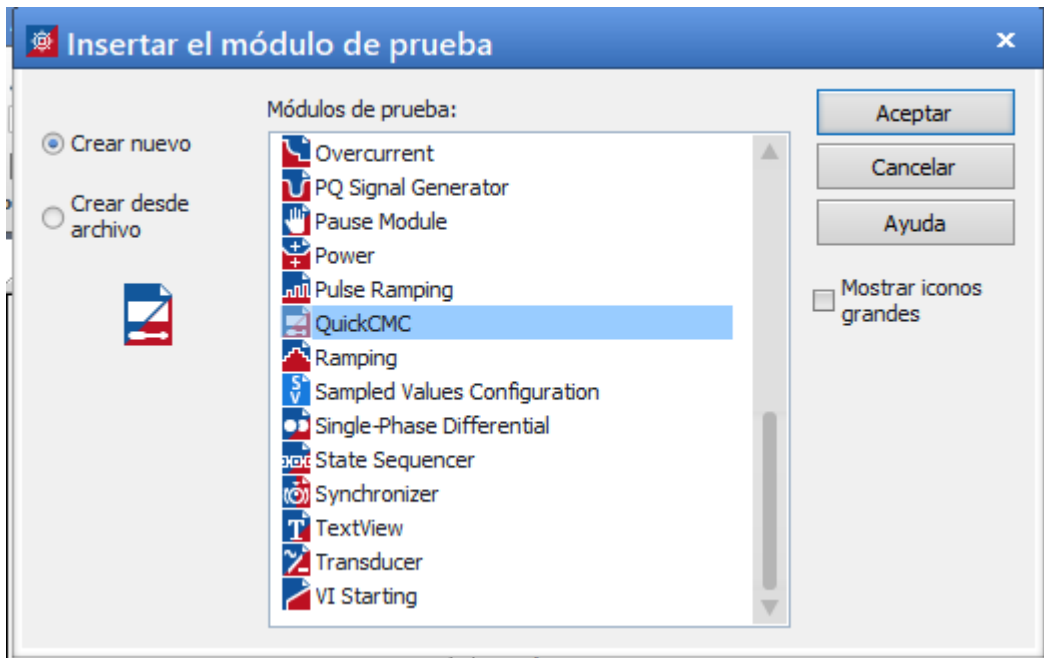 Insertar el módulo de prueba
Módulos de prueba:
Crear nuevo
Crear desde
archivo
Overcurrent
PQ Signal Generator
Pause Module
Power
Pulse Ramping
QuickCMC
Ramping
Sampled Values Configuration
Single-Phase Differential
State Sequencer
Synchronizer
TextView
Transducer
VI Starting
Aceptar
Cancelar
Ayuda
Mostrar iconos
grandes